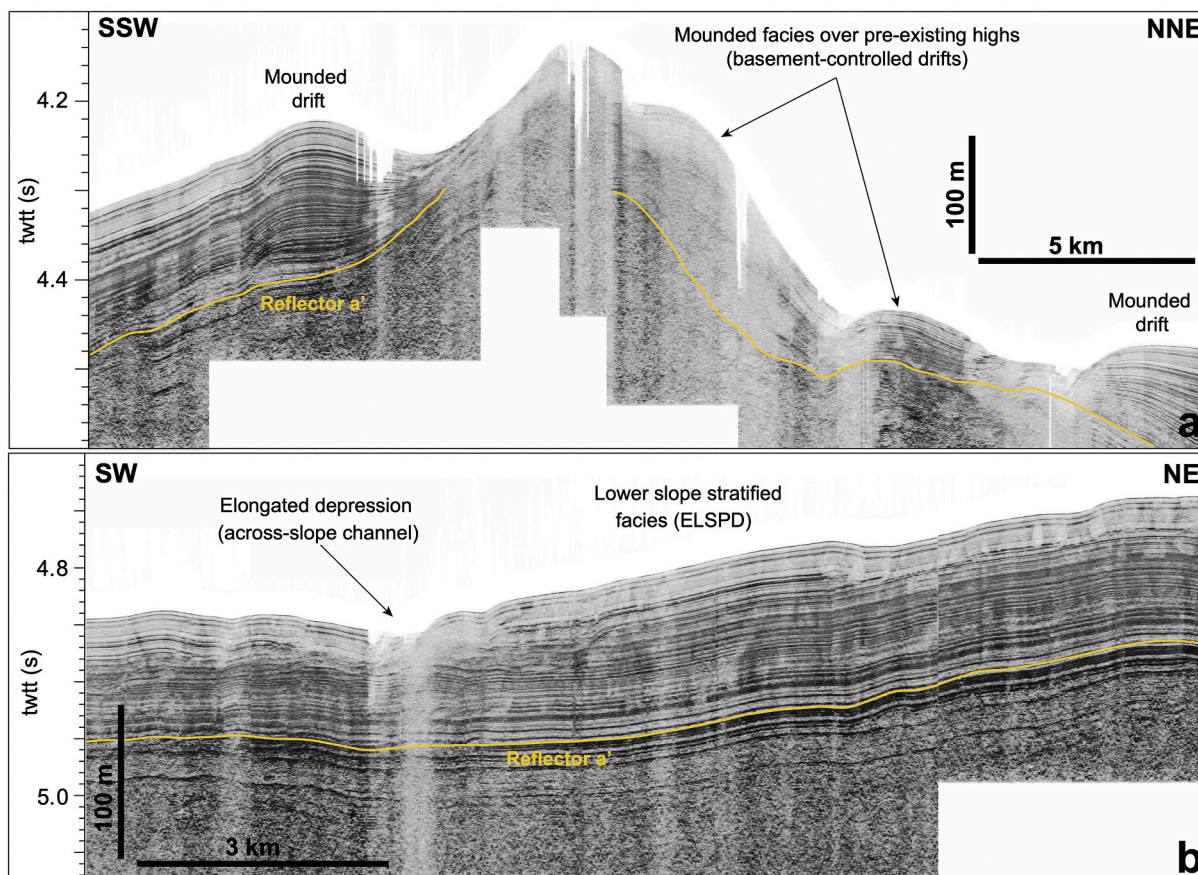 SSW
NNE
Mounded facies over pre-existing highs
(basement-controlled drifts)
Mounded
drift
4.2
twtt (s)
100 m
5 km
4.4
Reflector a'
Mounded
drift
a
SW
NE
Elongated depression
(across-slope channel)
Lower slope stratified
facies (ELSPD)
4.8
twtt (s)
Reflector a'
5.0
100 m
3 km
b